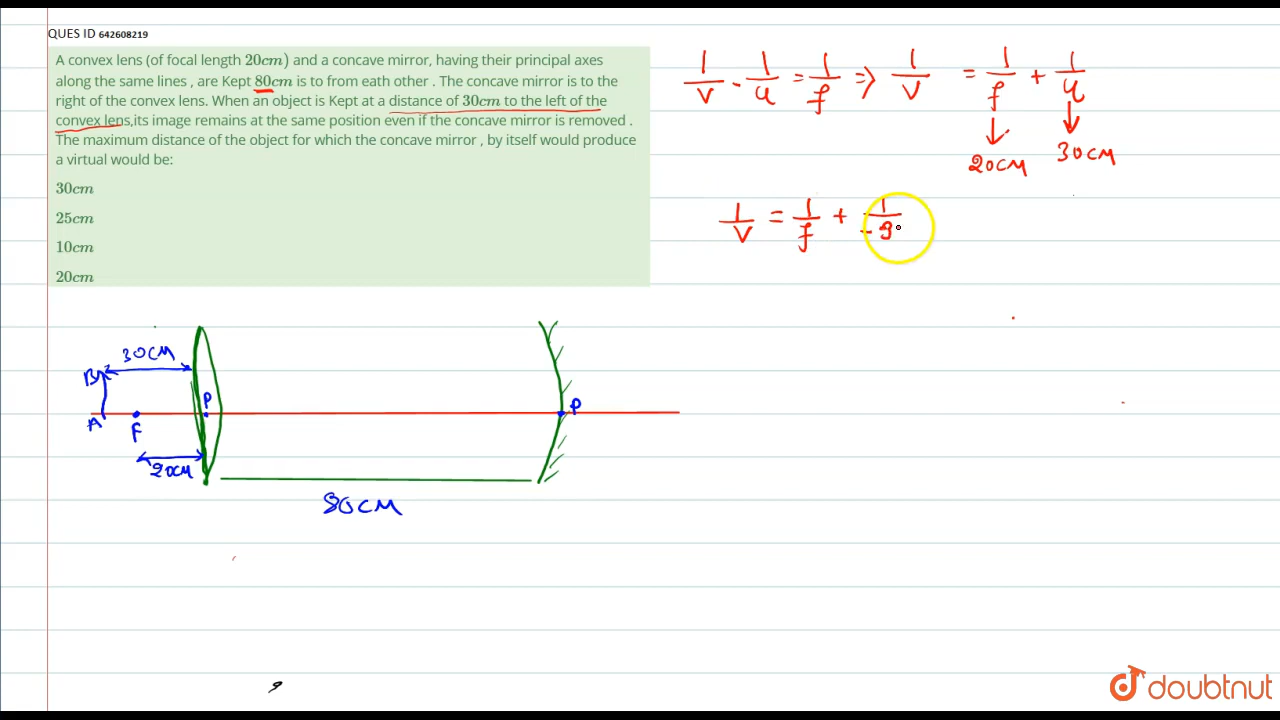 QUES ID 642608219
A convex lens (of focal length 20cm) and a concave mirror, having their principal axes
along the same lines , are Kept 80cm is to from eath other . The concave mirror is to the
right of the convex lens. When an object is Kept at a distance of 30cm to the left of the
convex lens,its image remains at the same position even if the concave mirror is removed .
The maximum distance of the object for which the concave mirror , by itself would produce
a virtual would be:
30cm
25cm
10cm
20cm
1/V - 1/u = 1/f => 1/V = 1/f + 1/u
20CM 30CM
1/V = 1/f + 1/-3
30CM
B
P
P
A
F
20CM
80CM
doubtnut